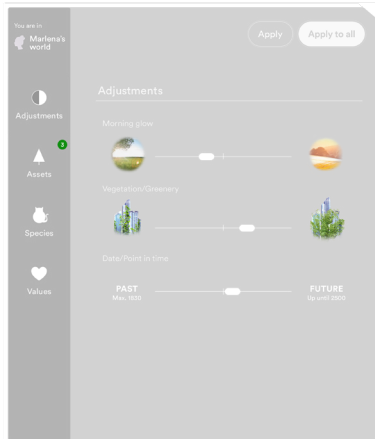 You are in
Marlena's
world
Apply
Apply to all
Adjustments
Adjustments
Morning glow
3
Assets
Vegetation/Greenery
Species
Date/Point in time
Values
PAST
FUTURE
Max. 1820
Up until 2500